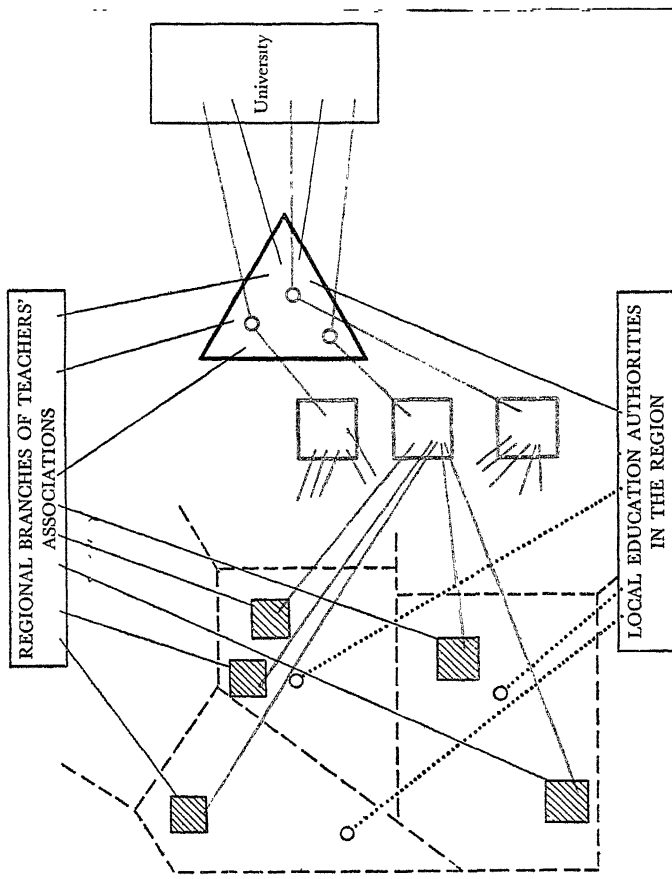 University
REGIONAL BRANCHES OF TEACHERS'
ASSOCIATIONS
LOCAL EDUCATION AUTHORITIES
IN THE REGION